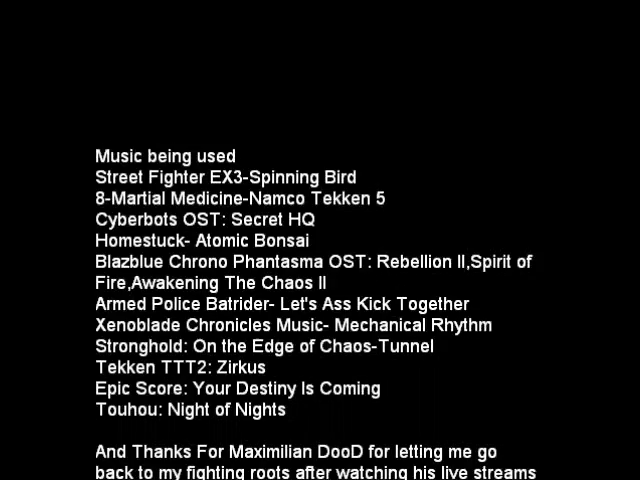 Music being used
Street Fighter EX3-Spinning Bird
8-Martial Medicine-Namco Tekken 5
Cyberbots OST: Secret HQ
Homestuck- Atomic Bonsai
Blazblue Chrono Phantasma OST: Rebellion II,Spirit of
Fire,Awakening The Chaos II
Armed Police Batrider- Let's Ass Kick Together
Xenoblade Chronicles Music- Mechanical Rhythm
Stronghold: On the Edge of Chaos-Tunnel
Tekken TTT2: Zirkus
Epic Score: Your Destiny Is Coming
Touhou: Night of Nights
And Thanks For Maximilian DooD for letting me go
back to my fighting roots after watching his live streams